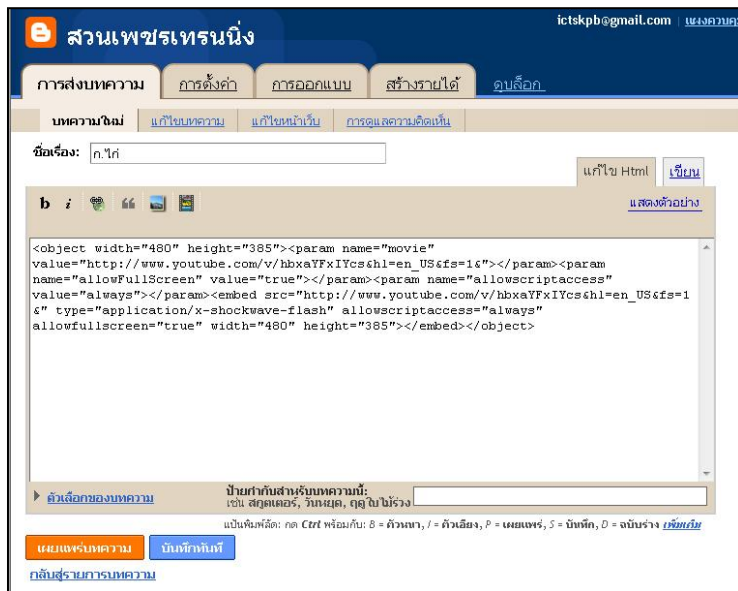 ictskpb@gmail.com | แผงควบคุ
สวนเพชรเทรนนิ่ง
การส่งบทความ การตั้งค่า การออกแบบ สร้างรายได้ ดูบล็อก
บทความใหม่ แก้ไขบทความ แก้ไขหน้าเว็บ การดูแลความคิดเห็น
ชื่อเรื่อง: ก.ไก่
แก้ไข Html เขียน
b i แสดงตัวอย่าง
<object width="480" height="385"><param name="movie"
value="http://www.youtube.com/v/hbxaYFxIYcs&hl=en_US&fs=1&"></param><param
name="allowFullScreen" value="true"></param><param name="allowscriptaccess"
value="always"></param><embed src="http://www.youtube.com/v/hbxaYFxIYcs&hl=en_US&fs=1
&" type="application/x-shockwave-flash" allowscriptaccess="always"
allowfullscreen="true" width="480" height="385"></embed></object>
ตัวเลือกของบทความ ป้ายกำกับสำหรับบทความนี้:
เช่น สกูตเตอร์, วันหยุด, ฤดูใบไม้ร่วง
แป้นพิมพ์ลัด: กด Ctrl พร้อมกับ: B = ตัวหนา, I = ตัวเอียง, P = เผยแพร่, S = บันทึก, D = ฉบับร่าง เพิ่มเติม
เผยแพร่บทความ บันทึกทันที
กลับสู่รายการบทความ